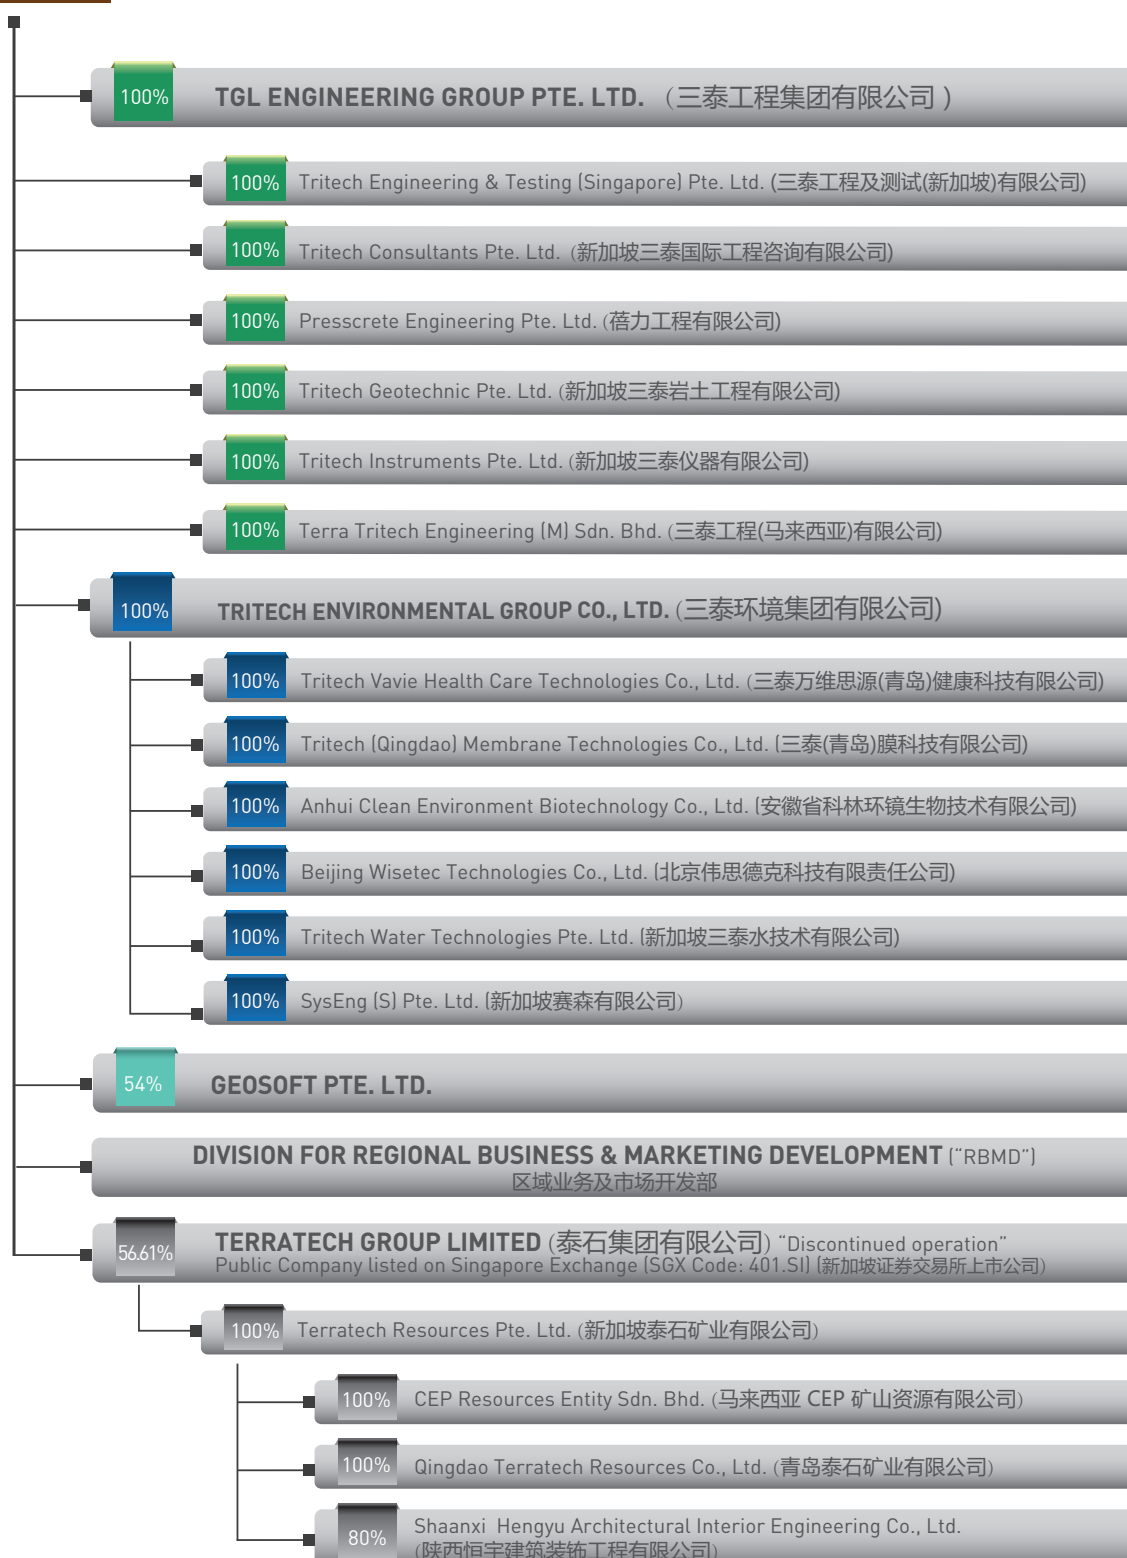 100% TGL ENGINEERING GROUP PTE. LTD. (三泰工程集团有限公司 )
100% Tritech Engineering & Testing (Singapore) Pte. Ltd. (三泰工程及测试(新加坡)有限公司)
100% Tritech Consultants Pte. Ltd. (新加坡三泰国际工程咨询有限公司)
100% Presscrete Engineering Pte. Ltd. (蓓力工程有限公司)
100% Tritech Geotechnic Pte. Ltd. (新加坡三泰岩土工程有限公司)
100% Tritech Instruments Pte. Ltd. (新加坡三泰仪器有限公司)
100% Terra Tritech Engineering (M) Sdn. Bhd. (三泰工程(马来西亚)有限公司)
100% TRITECH ENVIRONMENTAL GROUP CO., LTD. (三泰环境集团有限公司)
100% Tritech Vavie Health Care Technologies Co., Ltd. (三泰万维思源(青岛)健康科技有限公司)
100% Tritech (Qingdao) Membrane Technologies Co., Ltd. (三泰(青岛)膜科技有限公司)
100% Anhui Clean Environment Biotechnology Co., Ltd. (安徽省科林环镜生物技术有限公司)
100% Beijing Wisetec Technologies Co., Ltd. (北京伟思德克科技有限责任公司)
100% Tritech Water Technologies Pte. Ltd. (新加坡三泰水技术有限公司)
100% SysEng (S) Pte. Ltd. (新加坡赛森有限公司)
54% GEOSOFT PTE. LTD.
DIVISION FOR REGIONAL BUSINESS & MARKETING DEVELOPMENT (“RBMD”)
区域业务及市场开发部
56.61% TERRATECH GROUP LIMITED (泰石集团有限公司) “Discontinued operation”
Public Company listed on Singapore Exchange (SGX Code: 401.SI) (新加坡证券交易所上市公司)
100% Terratech Resources Pte. Ltd. (新加坡泰石矿业有限公司)
100% CEP Resources Entity Sdn. Bhd. (马来西亚 CEP 矿山资源有限公司)
100% Qingdao Terratech Resources Co., Ltd. (青岛泰石矿业有限公司)
80% Shaanxi Hengyu Architectural Interior Engineering Co., Ltd.
(陕西恒宇建筑装饰工程有限公司)